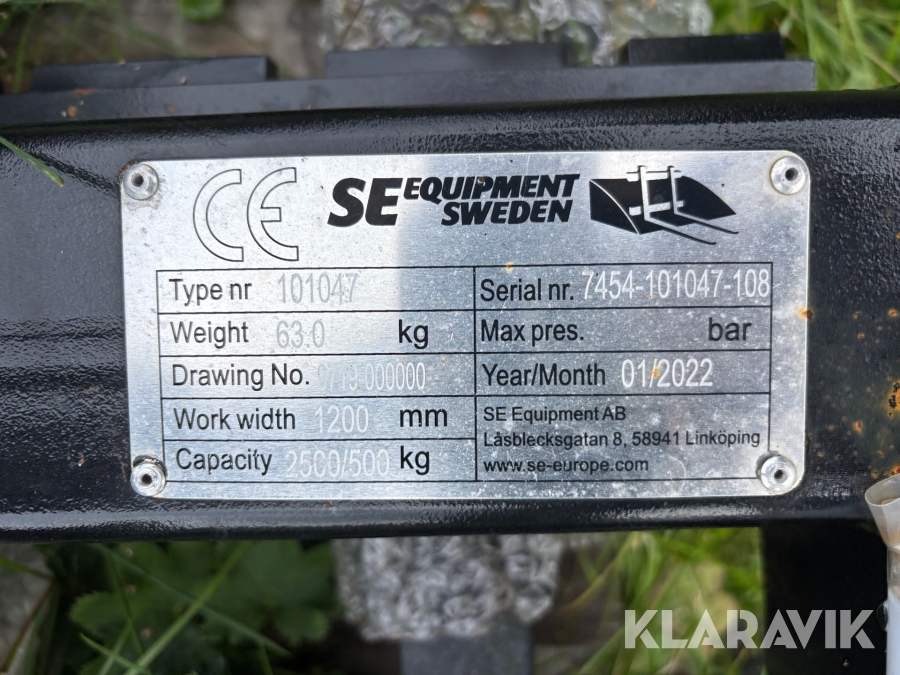 CE
SE EQUIPMENT
SWEDEN
Type nr 101047
Serial nr. 7454-101047-108
Weight 63.0 kg
Max pres. bar
Drawing No.
Year/Month 01/2022
Work width 1200 mm
SE Equipment AB
Låsblecksgatan 8, 58941 Linköping
www.se-europe.com
Capacity 2500/500 kg
KLARAVIK